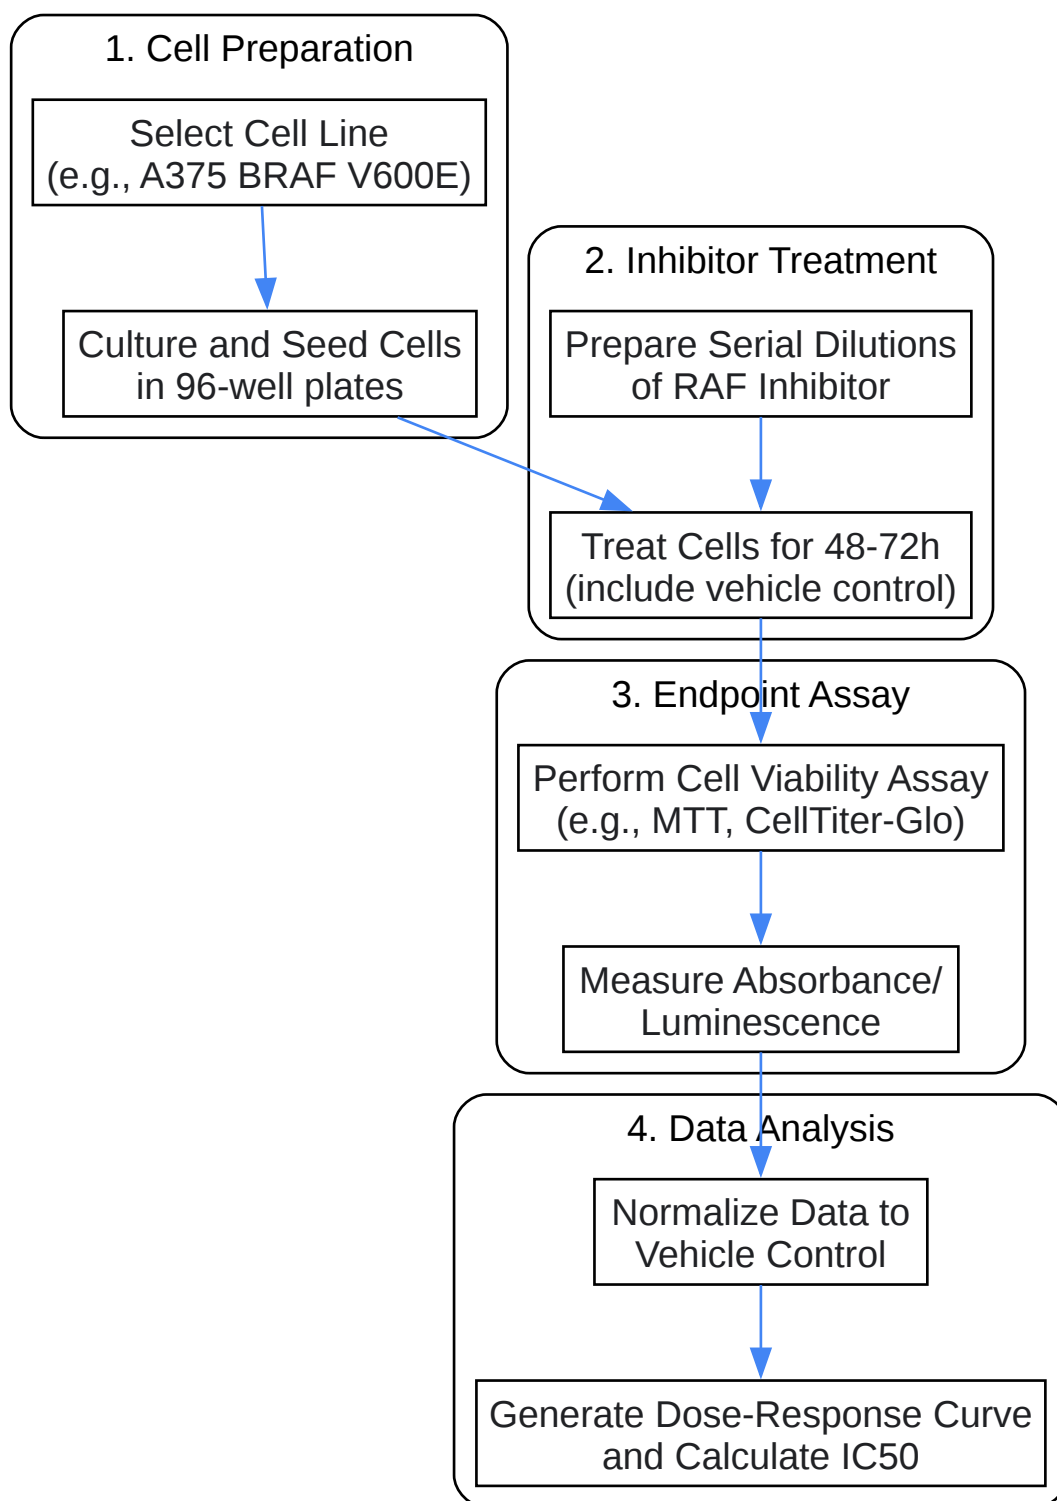 1. Cell Preparation
Select Cell Line
(e.g., A375 BRAF V600E)
Culture and Seed Cells
in 96-well plates
2. Inhibitor Treatment
Prepare Serial Dilutions
of RAF Inhibitor
Treat Cells for 48-72h
(include vehicle control)
3. Endpoint Assay
Perform Cell Viability Assay
(e.g., MTT, CellTiter-Glo)
Measure Absorbance/
Luminescence
4. Data Analysis
Normalize Data to
Vehicle Control
Generate Dose-Response Curve
and Calculate IC50